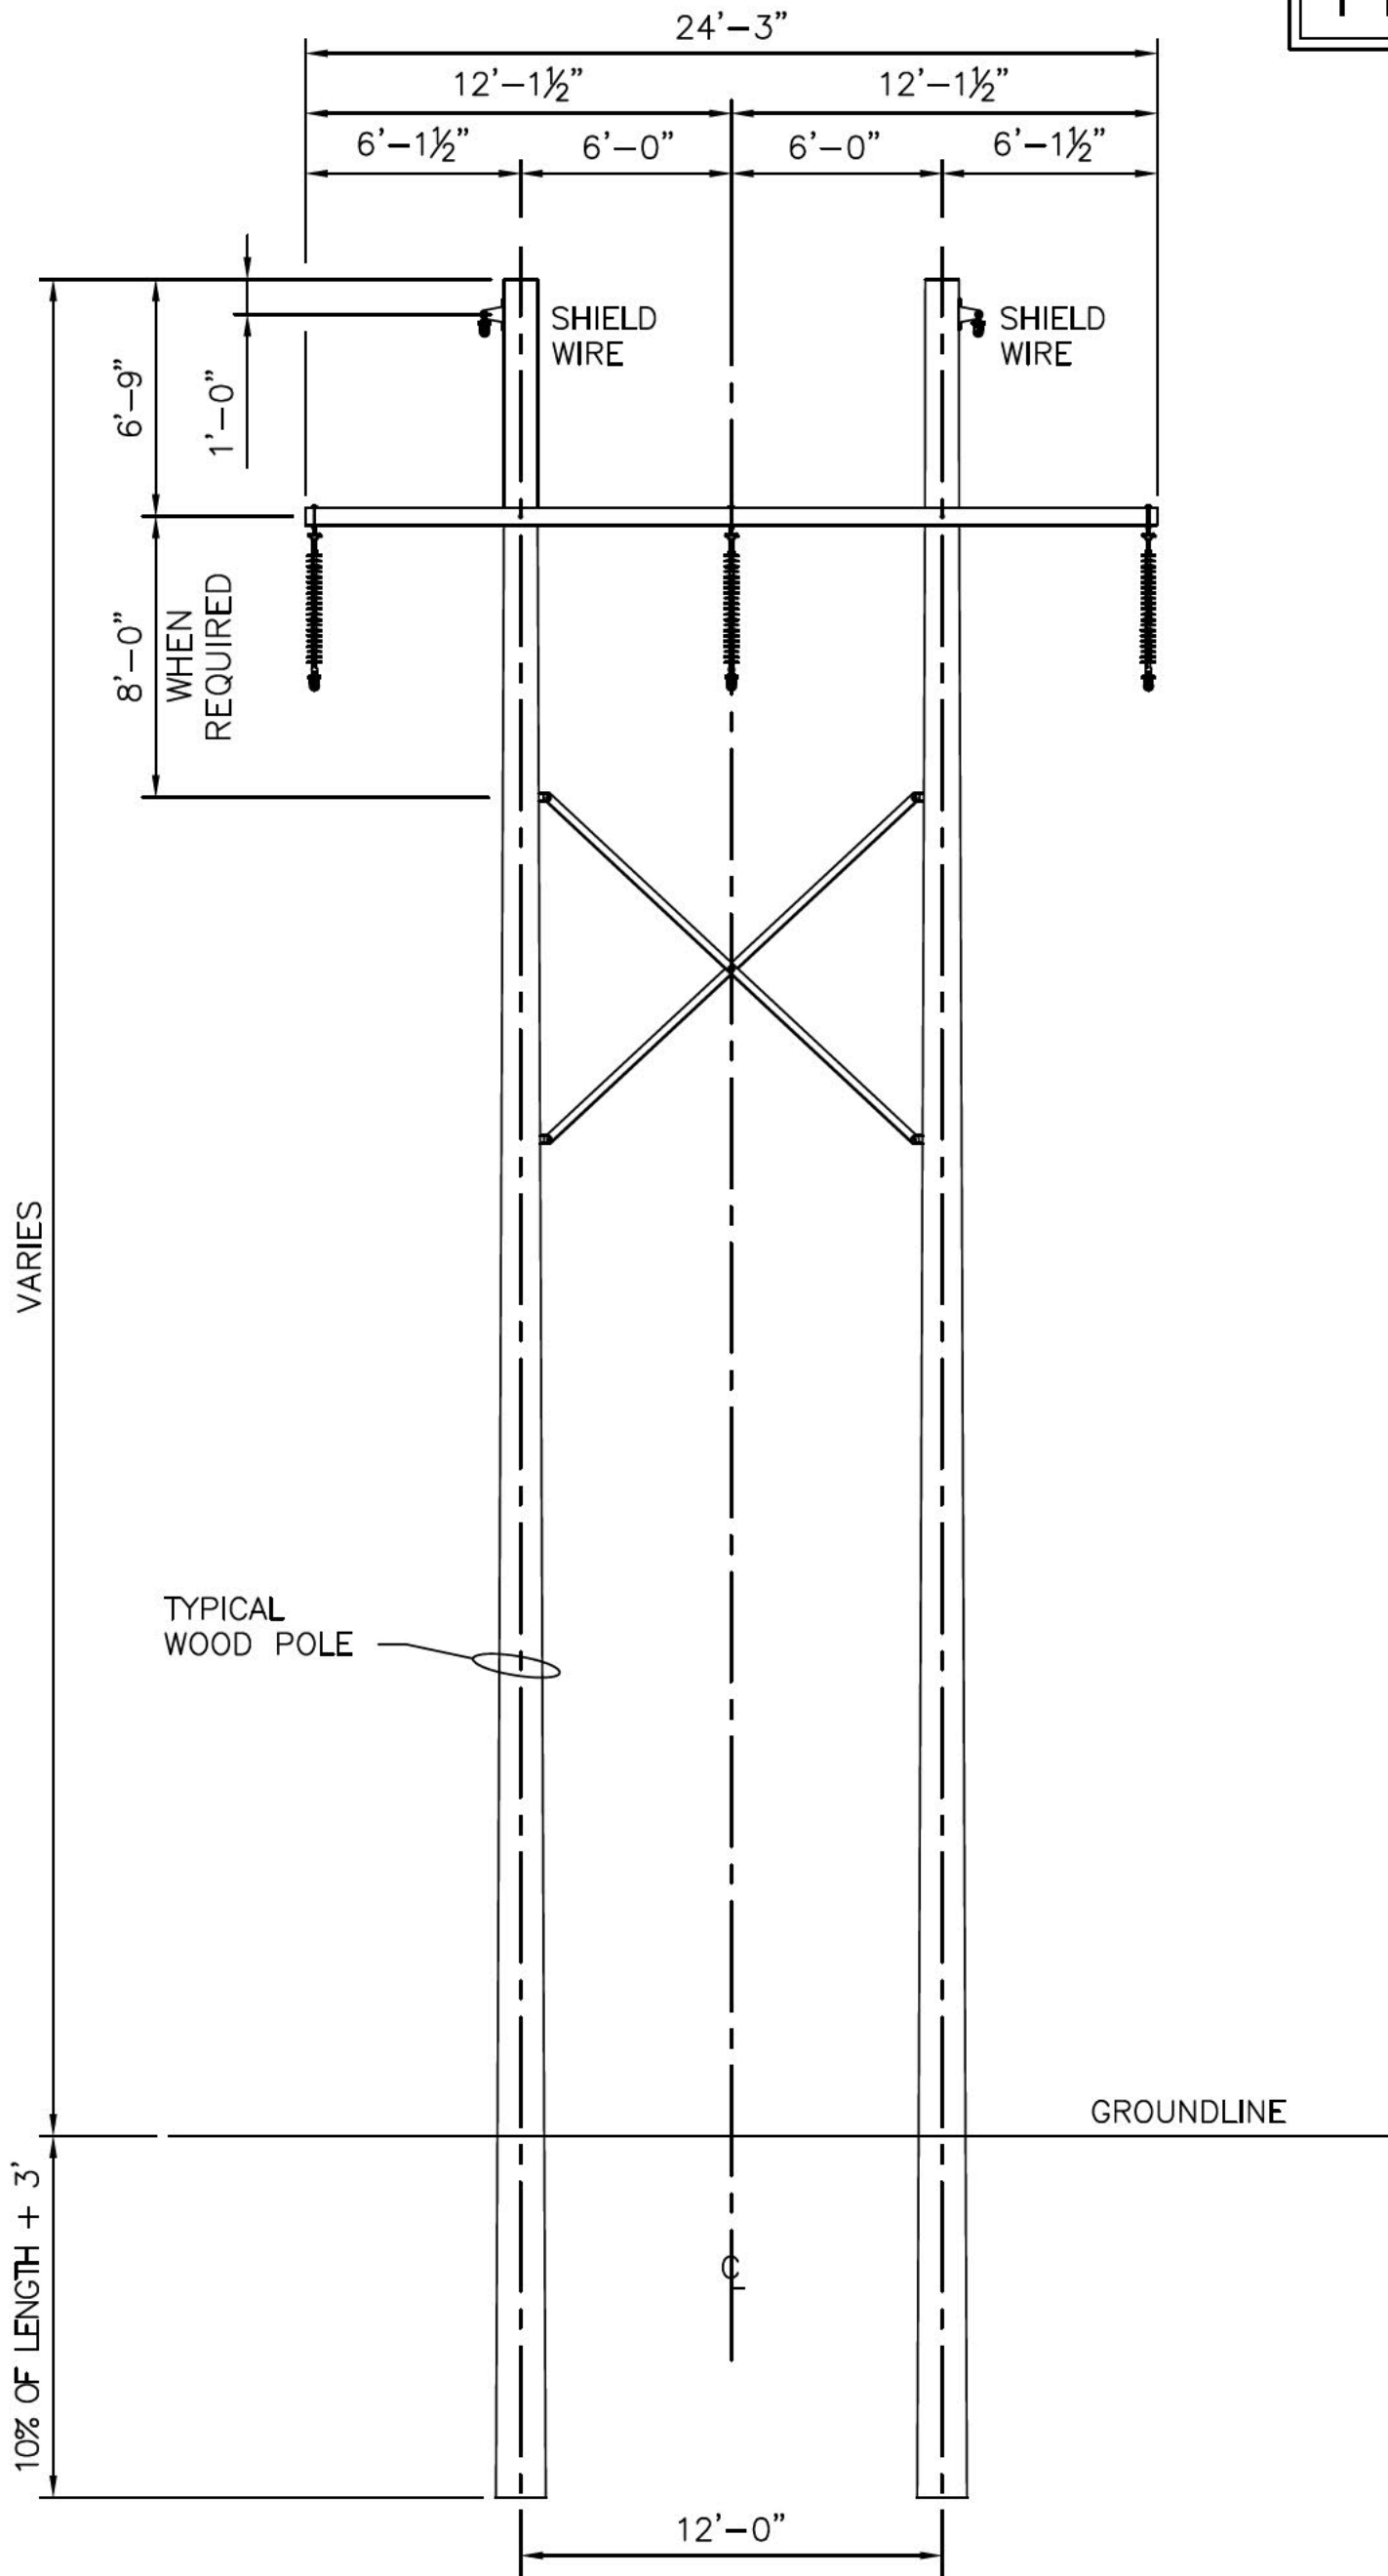 24'-3"
12'-1½" 12'-1½"
6'-1½" 6'-0" 6'-0" 6'-1½"
SHIELD
WIRE
SHIELD
WIRE
6'-9"
1'-0"
8'-0"
WHEN
REQUIRED
VARIES
TYPICAL
WOOD POLE
GROUNDLINE
10% OF LENGTH + 3'
℄
12'-0"